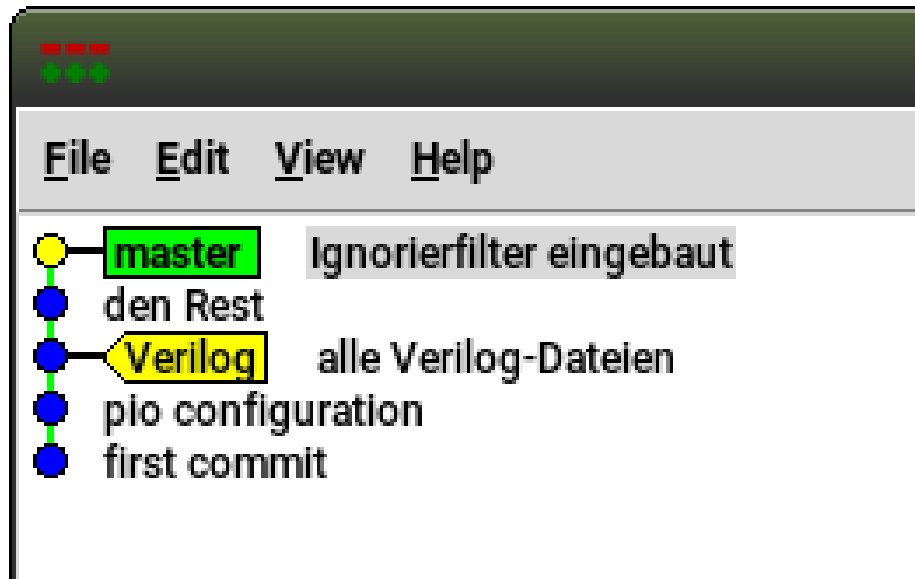 File Edit View Help
master Ignorierfilter eingebaut
den Rest
Verilog alle Verilog-Dateien
pio configuration
first commit